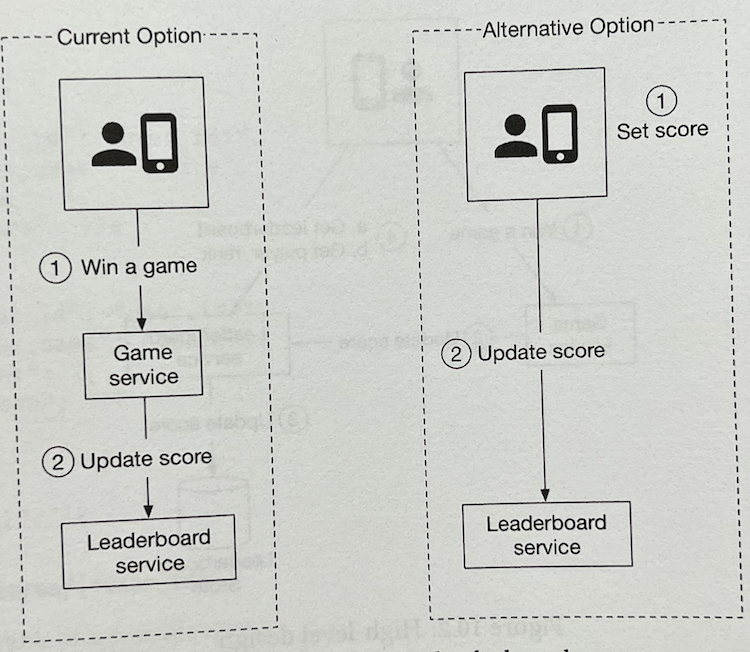 Current Option
1
Win a game
Game
service
2
Update score
Leaderboard
service
Alternative Option
1
Set score
2
Update score
Leaderboard
service